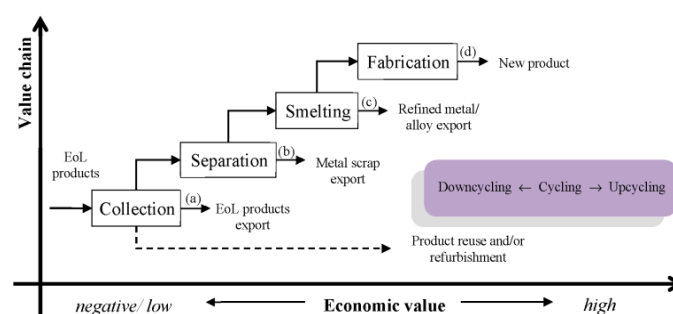 Value chain
Fabrication
(d)
New product
Smelting
(c)
Refined metal/
alloy export
Separation
(b)
Metal scrap
export
EoL
products
Collection
(a)
EoL products
export
Downcycling ← Cycling → Upcycling
Product reuse and/or
refurbishment
negative/ low
Economic value
high